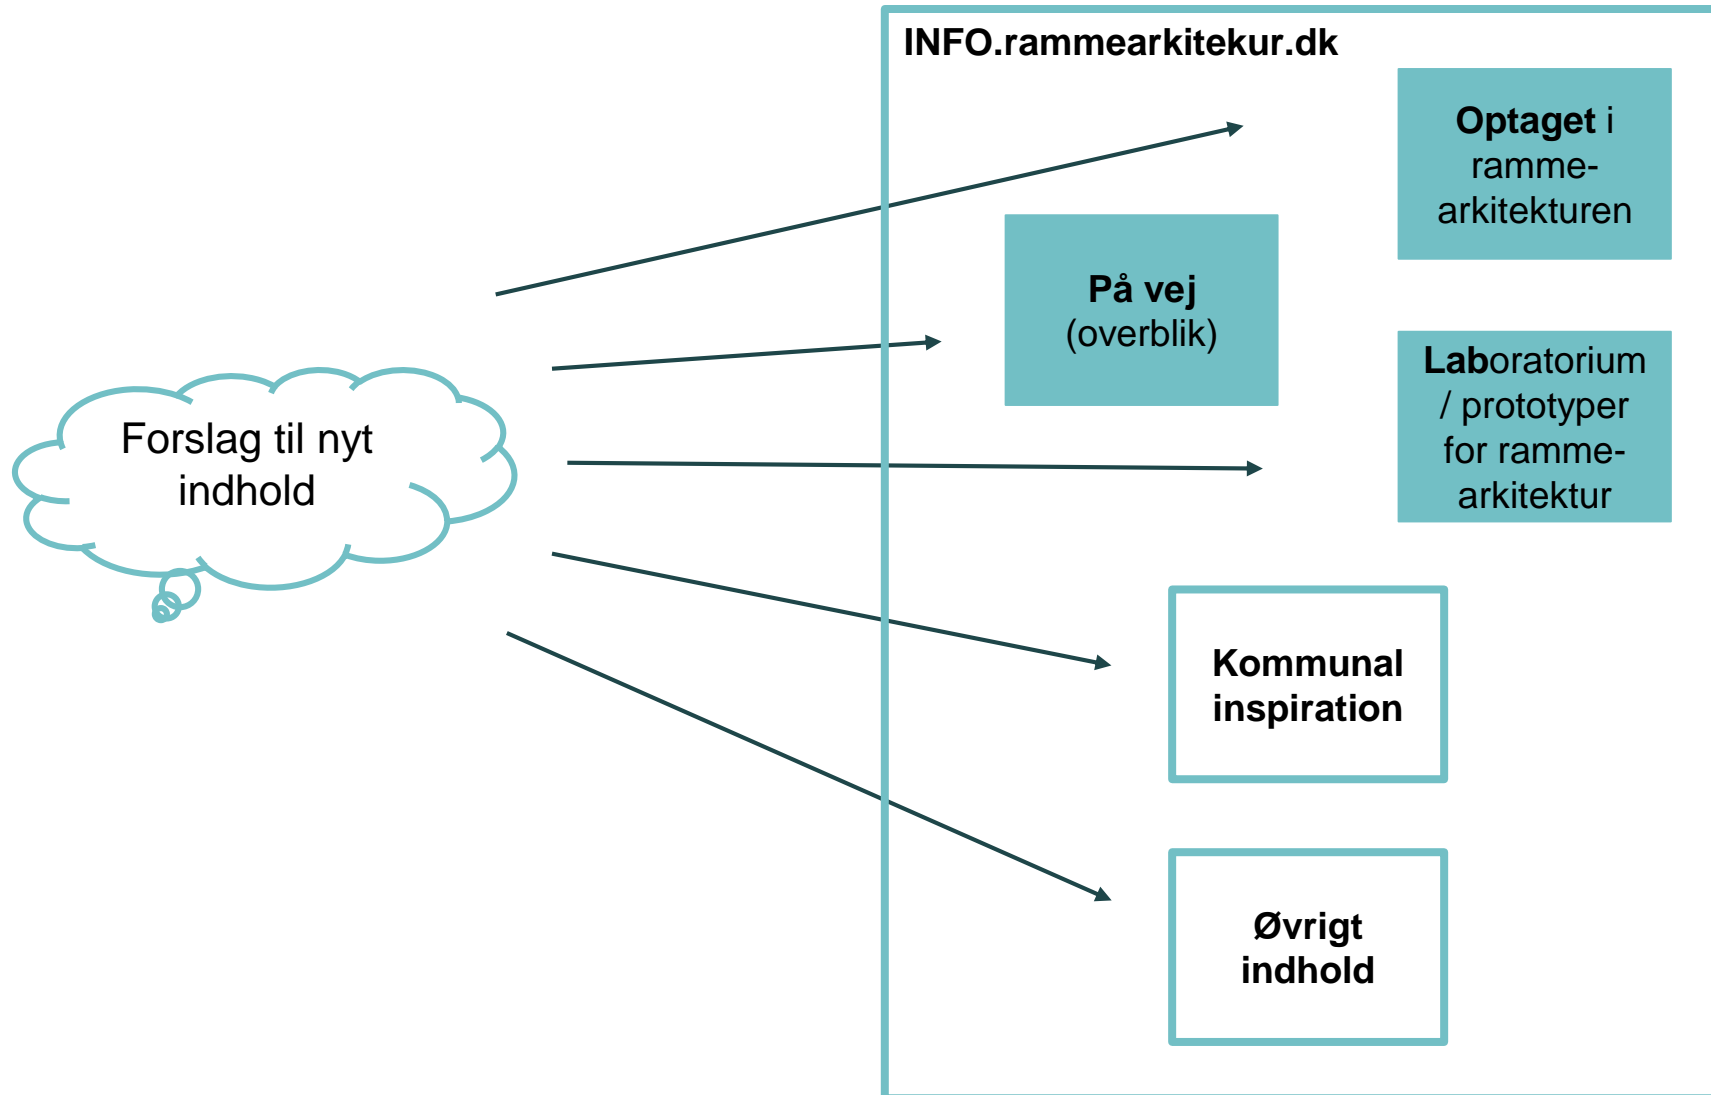 INFO.rammearkitekur.dk
Optaget i
ramme-
arkitekturen
På vej
(overblik)
Laboratorium
/ prototyper
for ramme-
arkitektur
Forslag til nyt
indhold
Kommunal
inspiration
Øvrigt
indhold